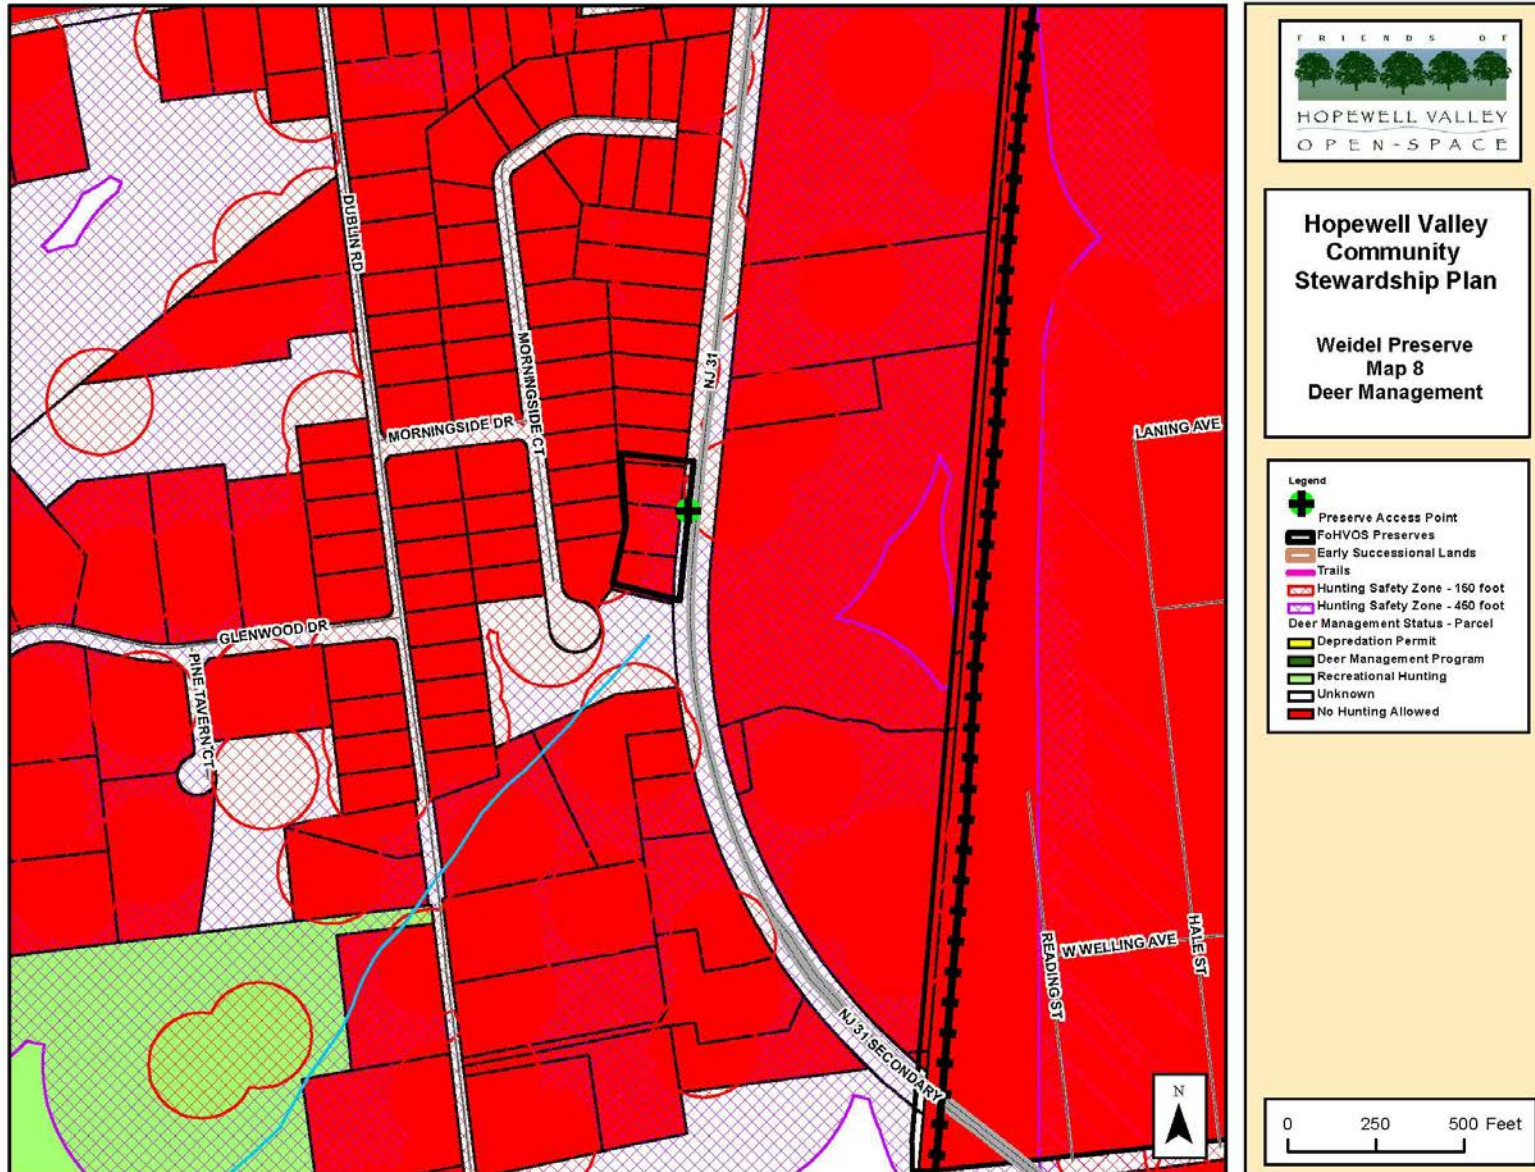 FRIENDS OF
HOPEWELL VALLEY
OPEN-SPACE
Hopewell Valley
Community
Stewardship Plan
Weidel Preserve
Map 8
Deer Management
Legend
Preserve Access Point
FoHVOS Preserves
Early Successional Lands
Trails
Hunting Safety Zone - 150 foot
Hunting Safety Zone - 450 foot
Deer Management Status - Parcel
Depredation Permit
Deer Management Program
Recreational Hunting
Unknown
No Hunting Allowed
0 250 500 Feet
DUBLIN RD
MORNINGSIDE CT
NJ 31
MORNINGSIDE DR
LANING AVE
GLENWOOD DR
PINE TAVERN CT
READING ST
W WELLING AVE
HALE ST
NJ 31 SECONDARY
N